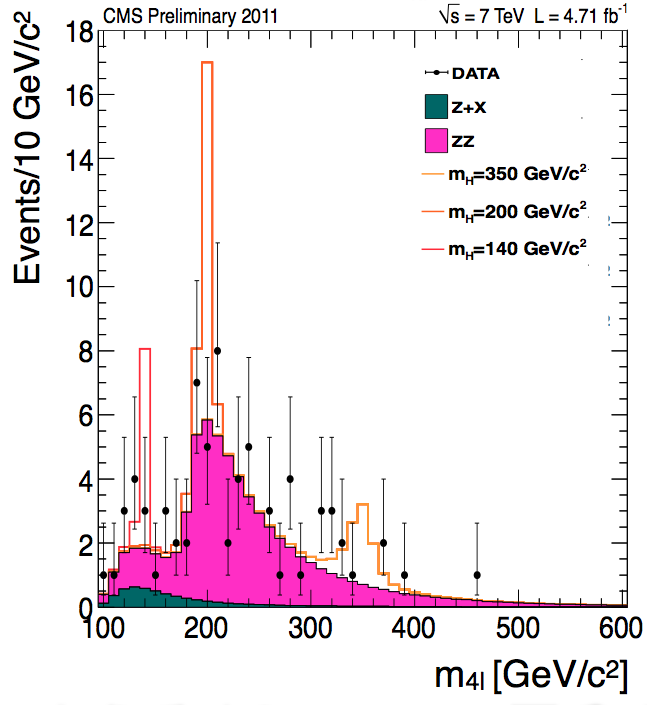 CMS Preliminary 2011
√s = 7 TeV L = 4.71 fb⁻¹
Events/10 GeV/c²
18
16
14
12
10
8
6
4
2
0
DATA
Z+X
ZZ
m_H=350 GeV/c²
m_H=200 GeV/c²
m_H=140 GeV/c²
100 200 300 400 500 600
m_4l [GeV/c²]